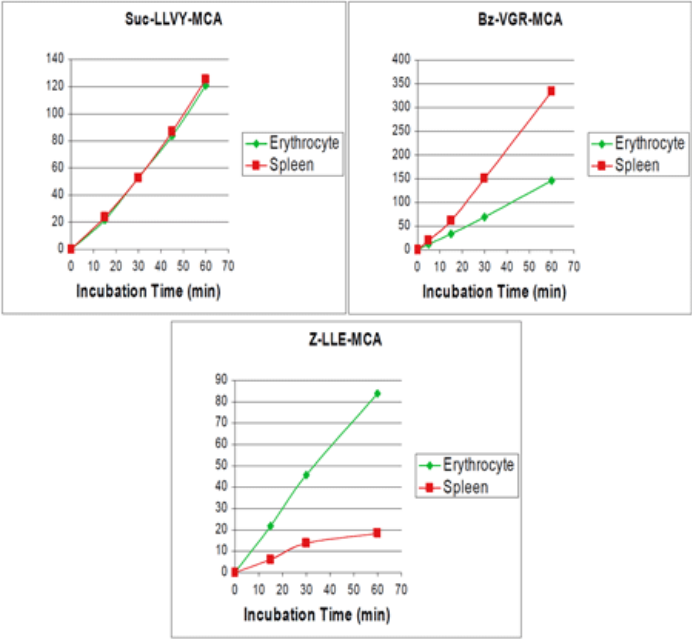 Suc-LLVY-MCA
140
120
100
80
60
40
20
0
0 10 20 30 40 50 60 70
Incubation Time (min)
Erythrocyte
Spleen
Bz-VGR-MCA
400
350
300
250
200
150
100
50
0
0 10 20 30 40 50 60 70
Incubation Time (min)
Erythrocyte
Spleen
Z-LLE-MCA
90
80
70
60
50
40
30
20
10
0
0 10 20 30 40 50 60 70
Incubation Time (min)
Erythrocyte
Spleen